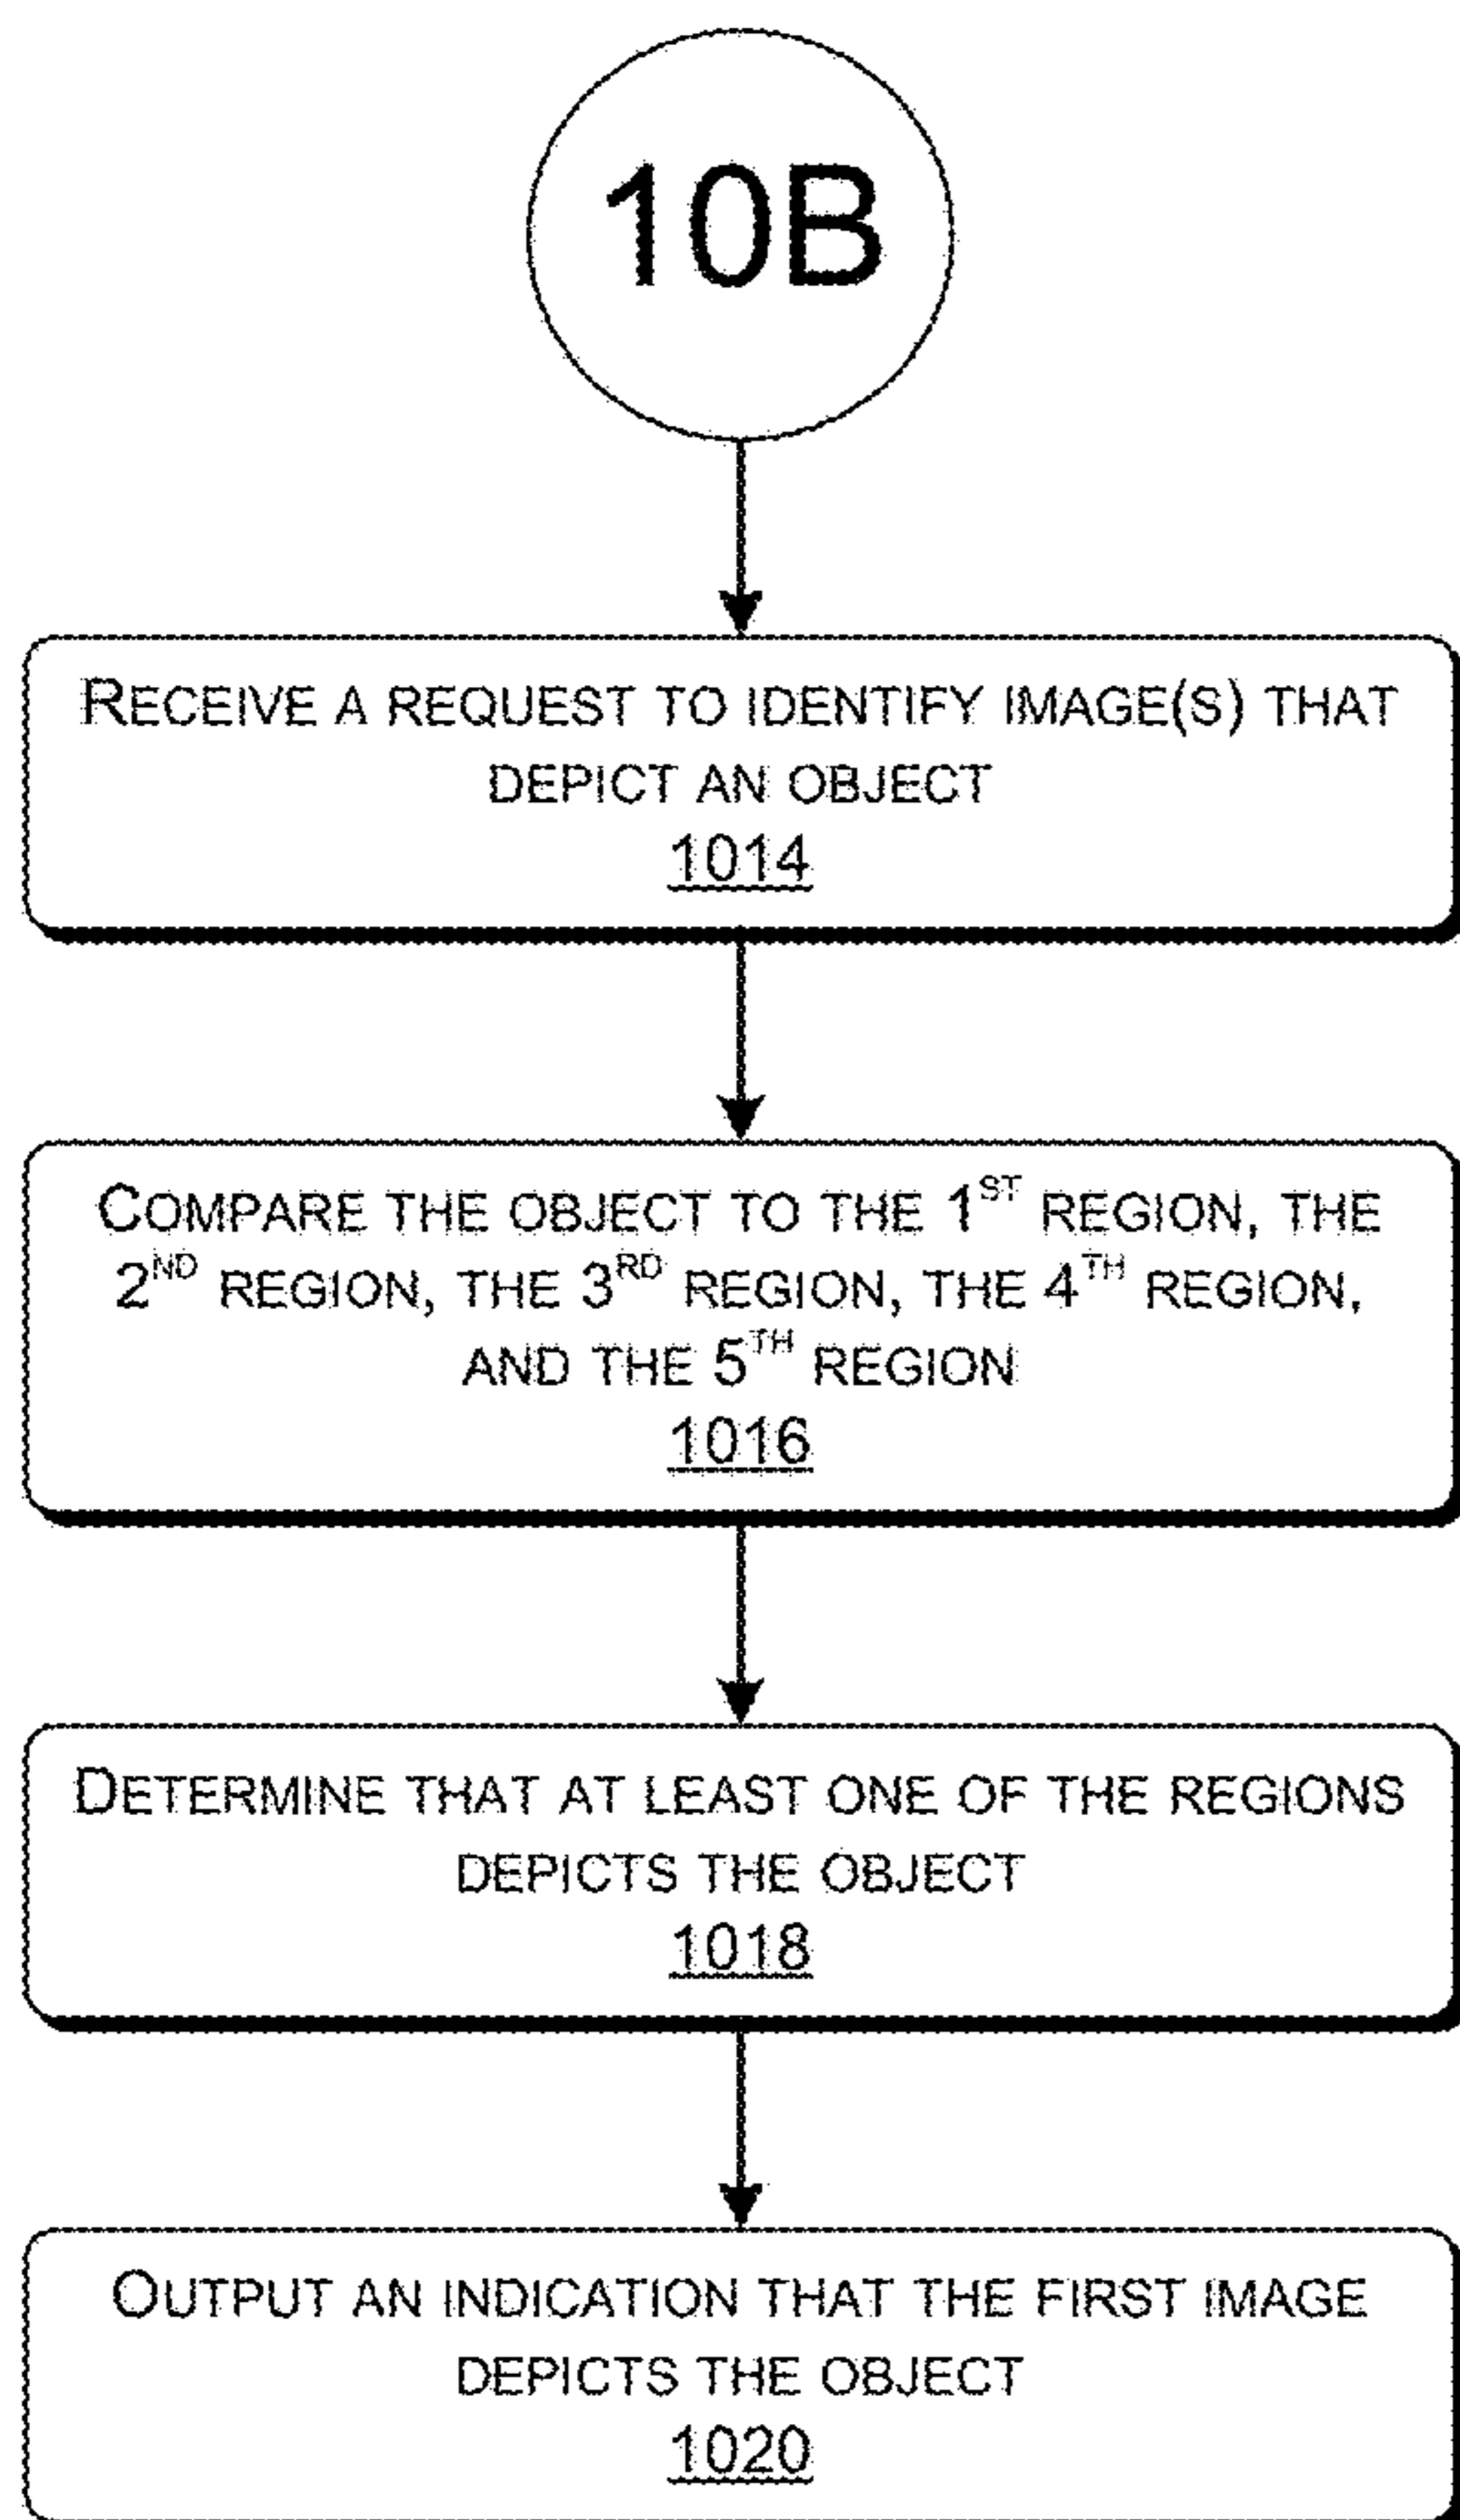 10B
RECEIVE A REQUEST TO IDENTIFY IMAGE(S) THAT
DEPICT AN OBJECT
1014
COMPARE THE OBJECT TO THE 1ST REGION, THE
2ND REGION, THE 3RD REGION, THE 4TH REGION,
AND THE 5TH REGION
1016
DETERMINE THAT AT LEAST ONE OF THE REGIONS
DEPICTS THE OBJECT
1018
OUTPUT AN INDICATION THAT THE FIRST IMAGE
DEPICTS THE OBJECT
1020